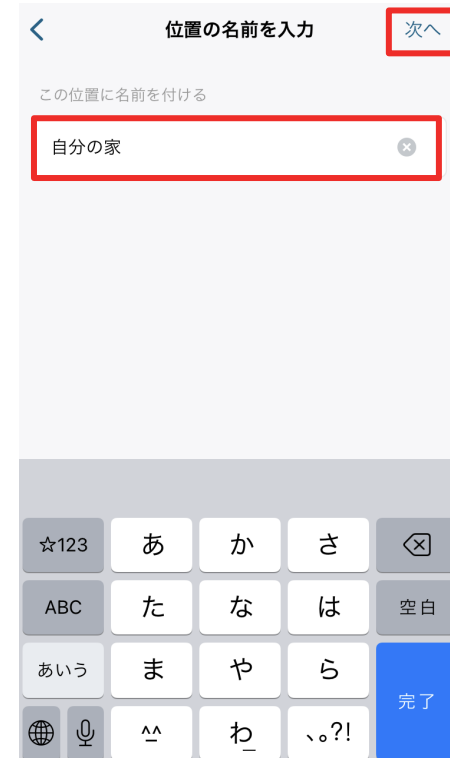 位置の名前を入力 次へ
この位置に名前を付ける
自分の家
☆123 あ か さ
ABC た な は 空白
あいう ま や ら
完了
^^ わ_ 、。?!